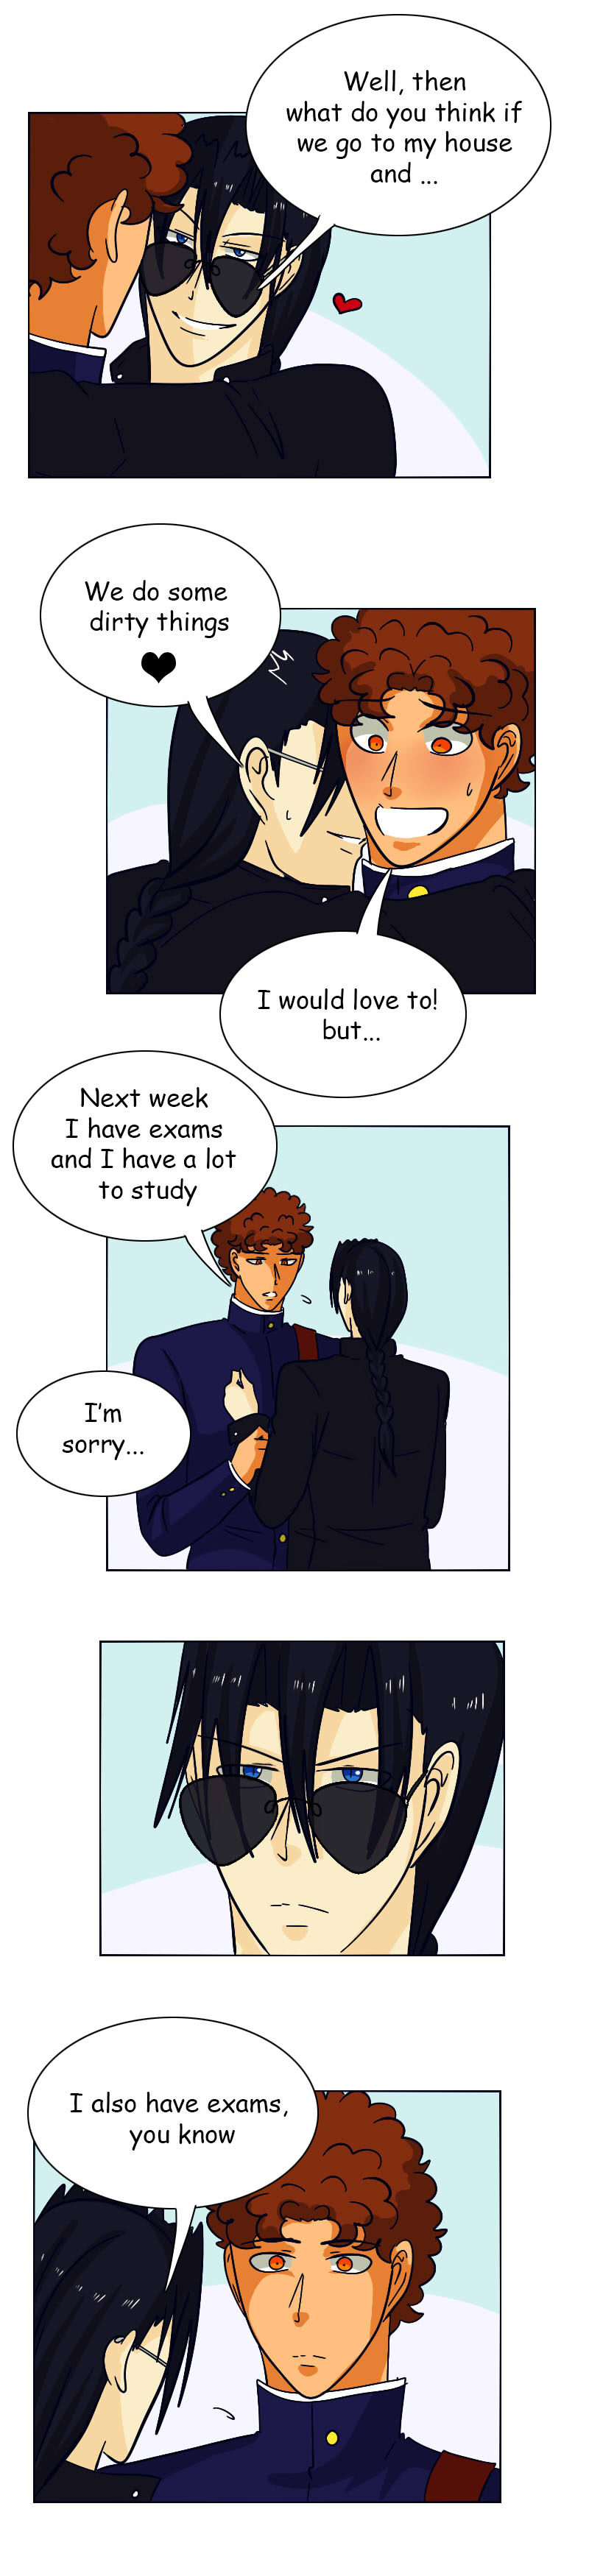 Well, then
what do you think if
we go to my house
and ...
We do some
dirty things
I would love to!
but...
Next week
I have exams
and I have a lot
to study
I'm
sorry...
I also have exams,
you know